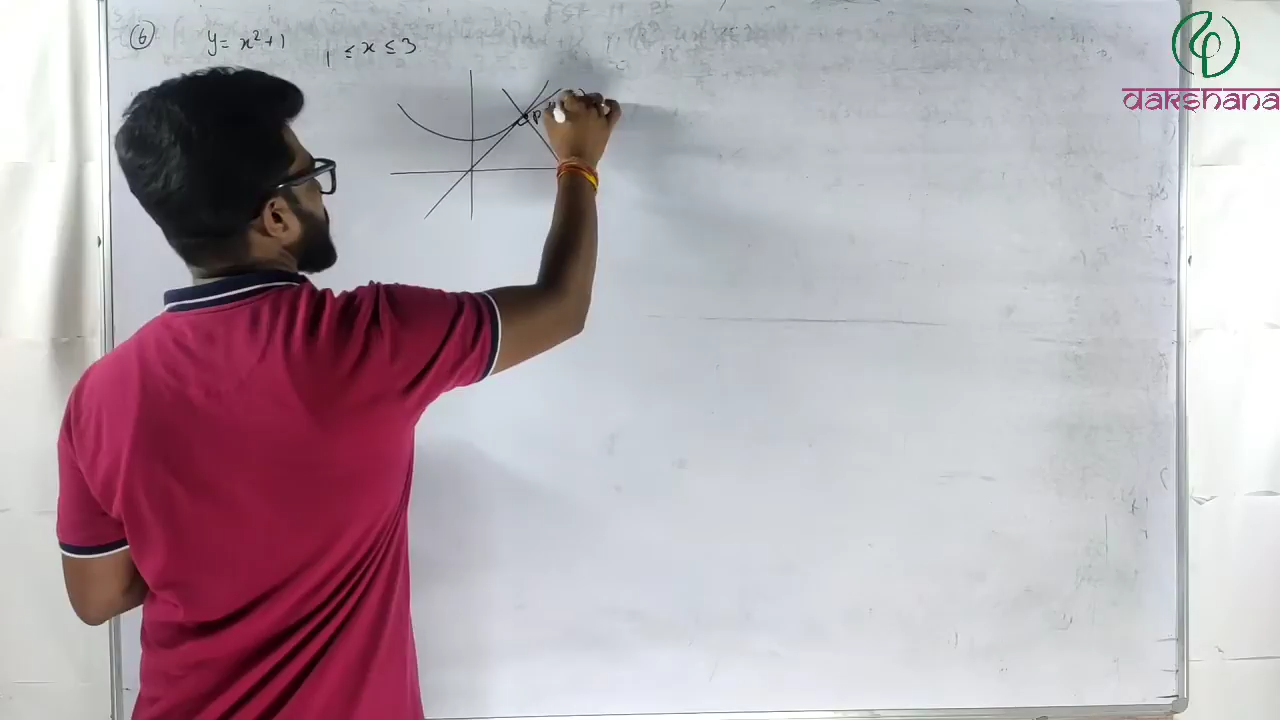 ⑥ y = x² + 1 1 ≤ x ≤ 3
P
dakshana